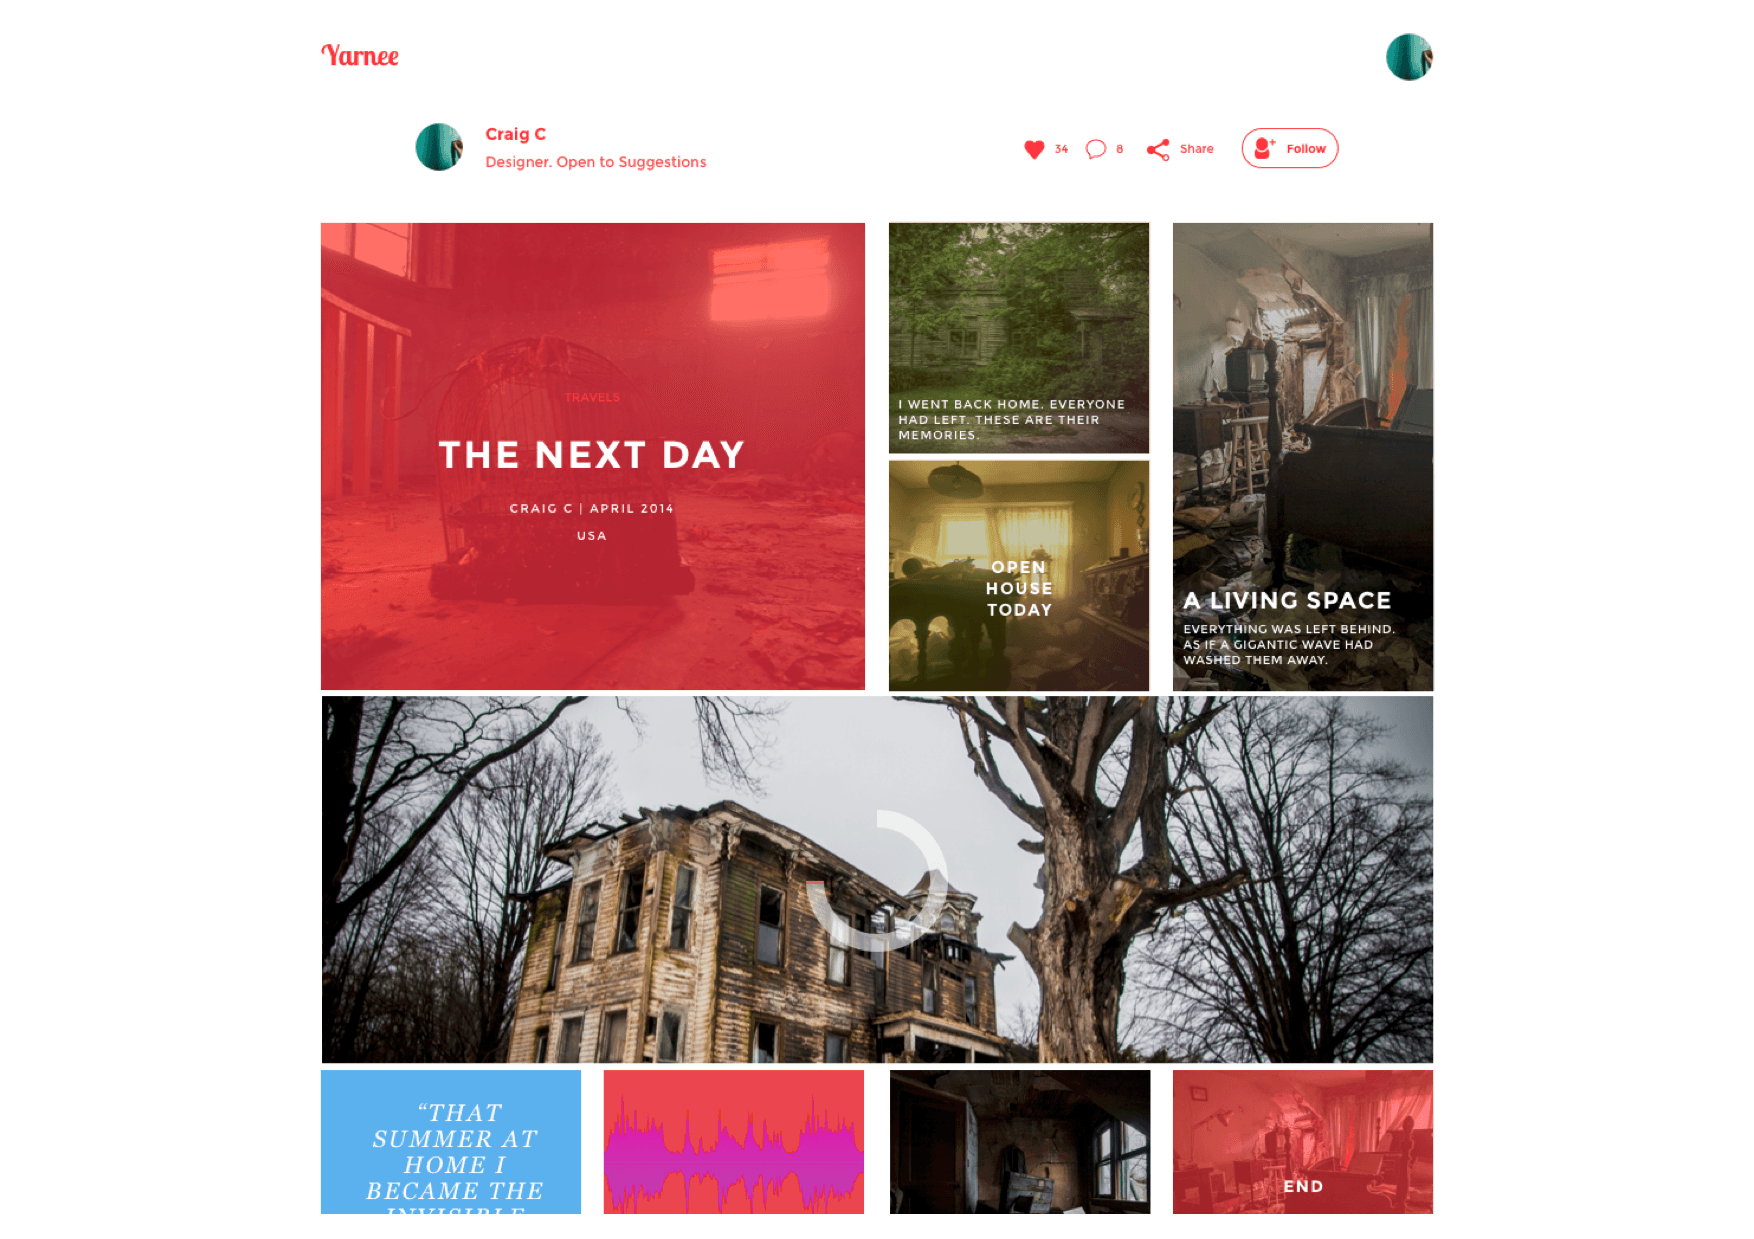 Yarnee
Craig C
Designer. Open to Suggestions
34
8
Share
Follow
TRAVELS
THE NEXT DAY
CRAIG C | APRIL 2014
USA
I WENT BACK HOME. EVERYONE
HAD LEFT. THESE ARE THEIR
MEMORIES.
OPEN
HOUSE
TODAY
A LIVING SPACE
EVERYTHING WAS LEFT BEHIND.
AS IF A GIGANTIC WAVE HAD
WASHED THEM AWAY.
“THAT
SUMMER AT
HOME I
BECAME THE
INVISIBLE
END